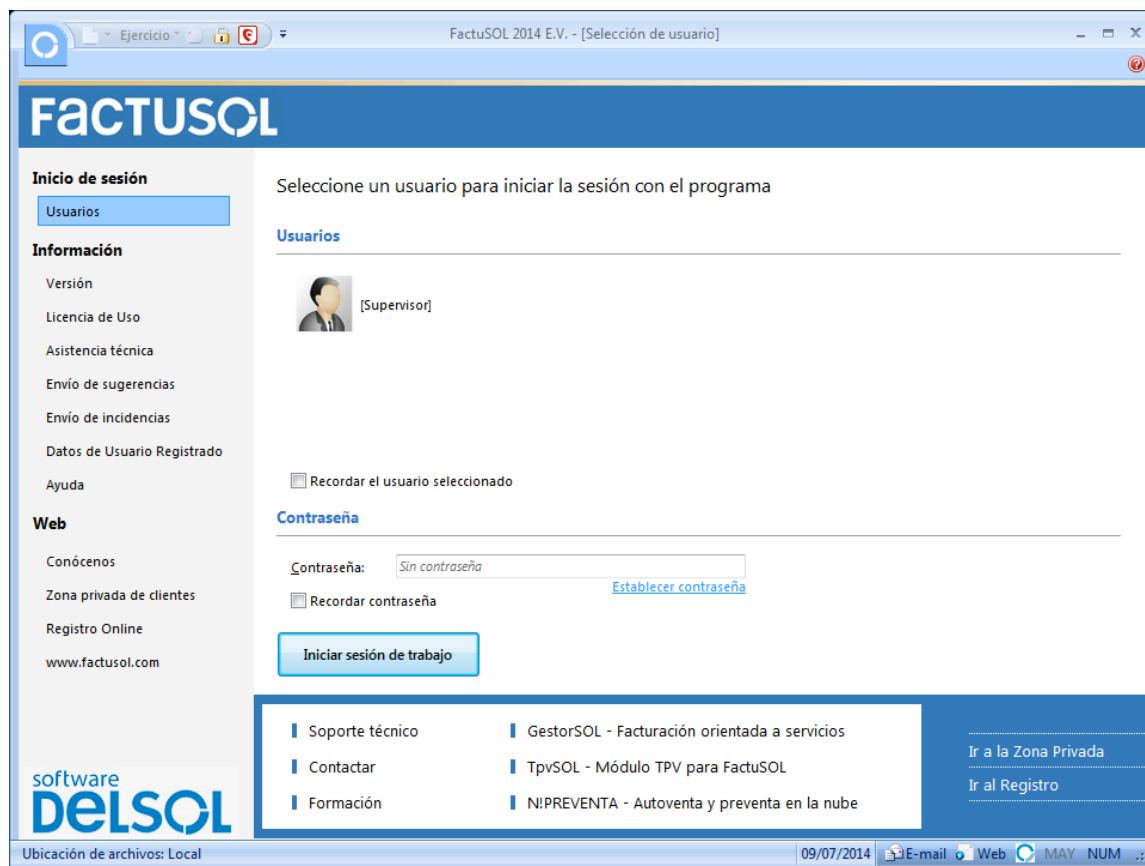 Ejercicio
FactuSOL 2014 E.V. - [Selección de usuario]
FACTUSOL
Inicio de sesión
Usuarios
Información
Versión
Licencia de Uso
Asistencia técnica
Envío de sugerencias
Envío de incidencias
Datos de Usuario Registrado
Ayuda
Web
Conócenos
Zona privada de clientes
Registro Online
www.factusol.com
software
DELSOL
Seleccione un usuario para iniciar la sesión con el programa
Usuarios
[Supervisor]
Recordar el usuario seleccionado
Contraseña
Contraseña: Sin contraseña
Establecer contraseña
Recordar contraseña
Iniciar sesión de trabajo
Soporte técnico
Contactar
Formación
GestorSOL - Facturación orientada a servicios
TpvSOL - Módulo TPV para FactuSOL
N!PREVENTA - Autoventa y preventa en la nube
Ir a la Zona Privada
Ir al Registro
Ubicación de archivos: Local
09/07/2014 E-mail Web MAY NUM